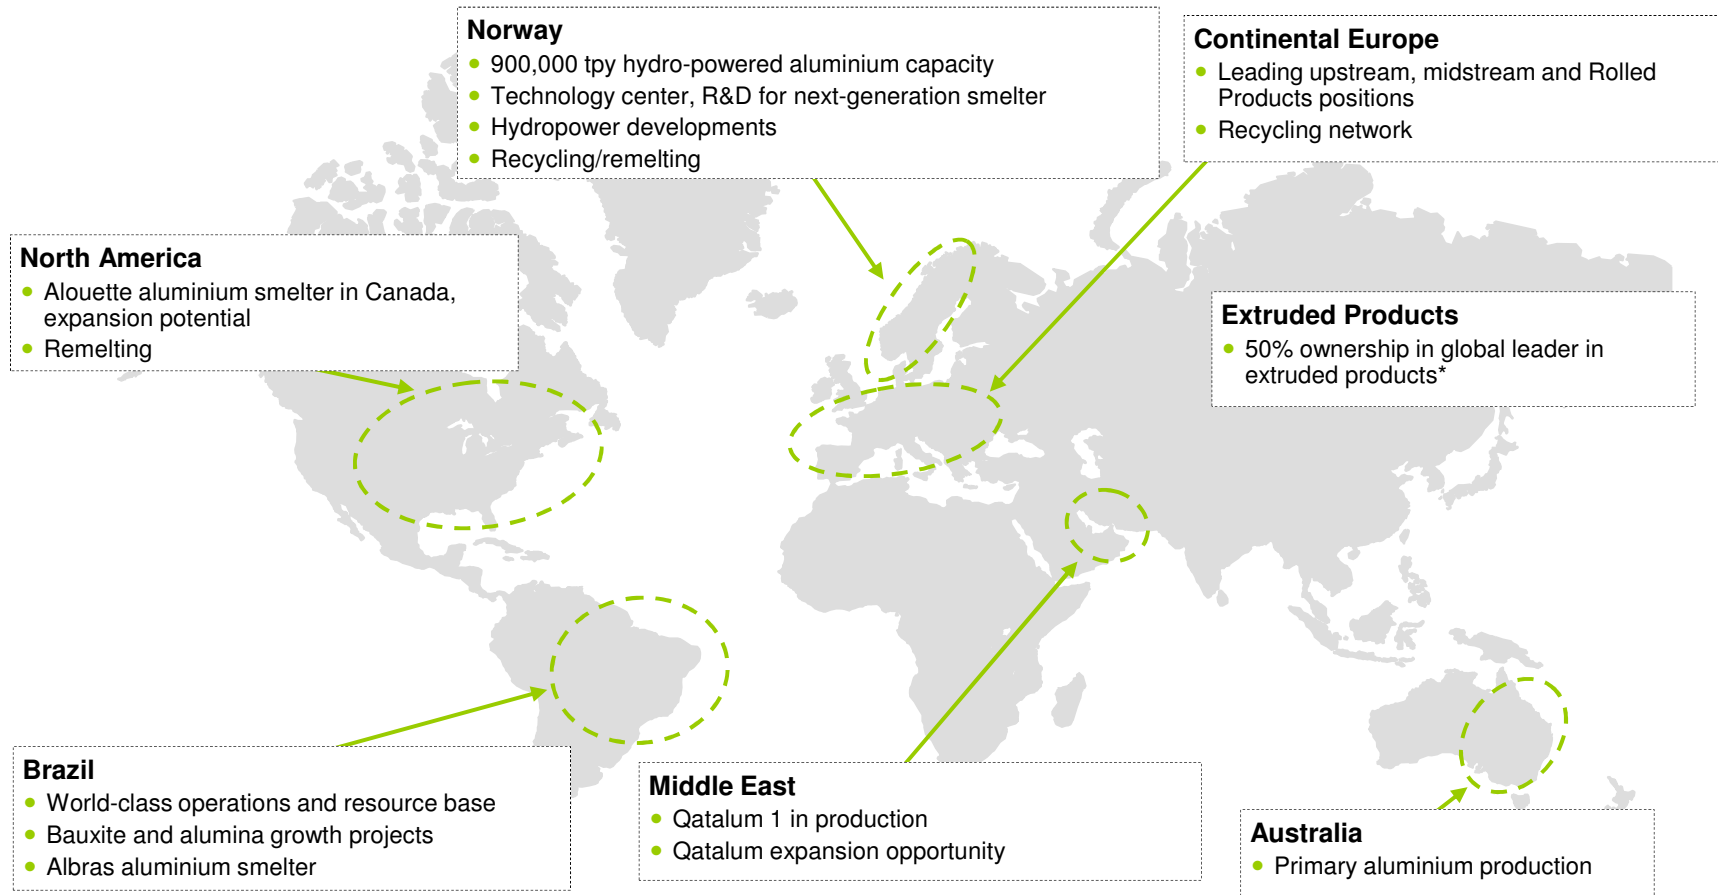 Norway
• 900,000 tpy hydro-powered aluminium capacity
• Technology center, R&D for next-generation smelter
• Hydropower developments
• Recycling/remelting
Continental Europe
• Leading upstream, midstream and Rolled
Products positions
• Recycling network
North America
• Alouette aluminium smelter in Canada,
expansion potential
• Remelting
Extruded Products
• 50% ownership in global leader in
extruded products*
Brazil
• World-class operations and resource base
• Bauxite and alumina growth projects
• Albras aluminium smelter
Middle East
• Qatalum 1 in production
• Qatalum expansion opportunity
Australia
• Primary aluminium production